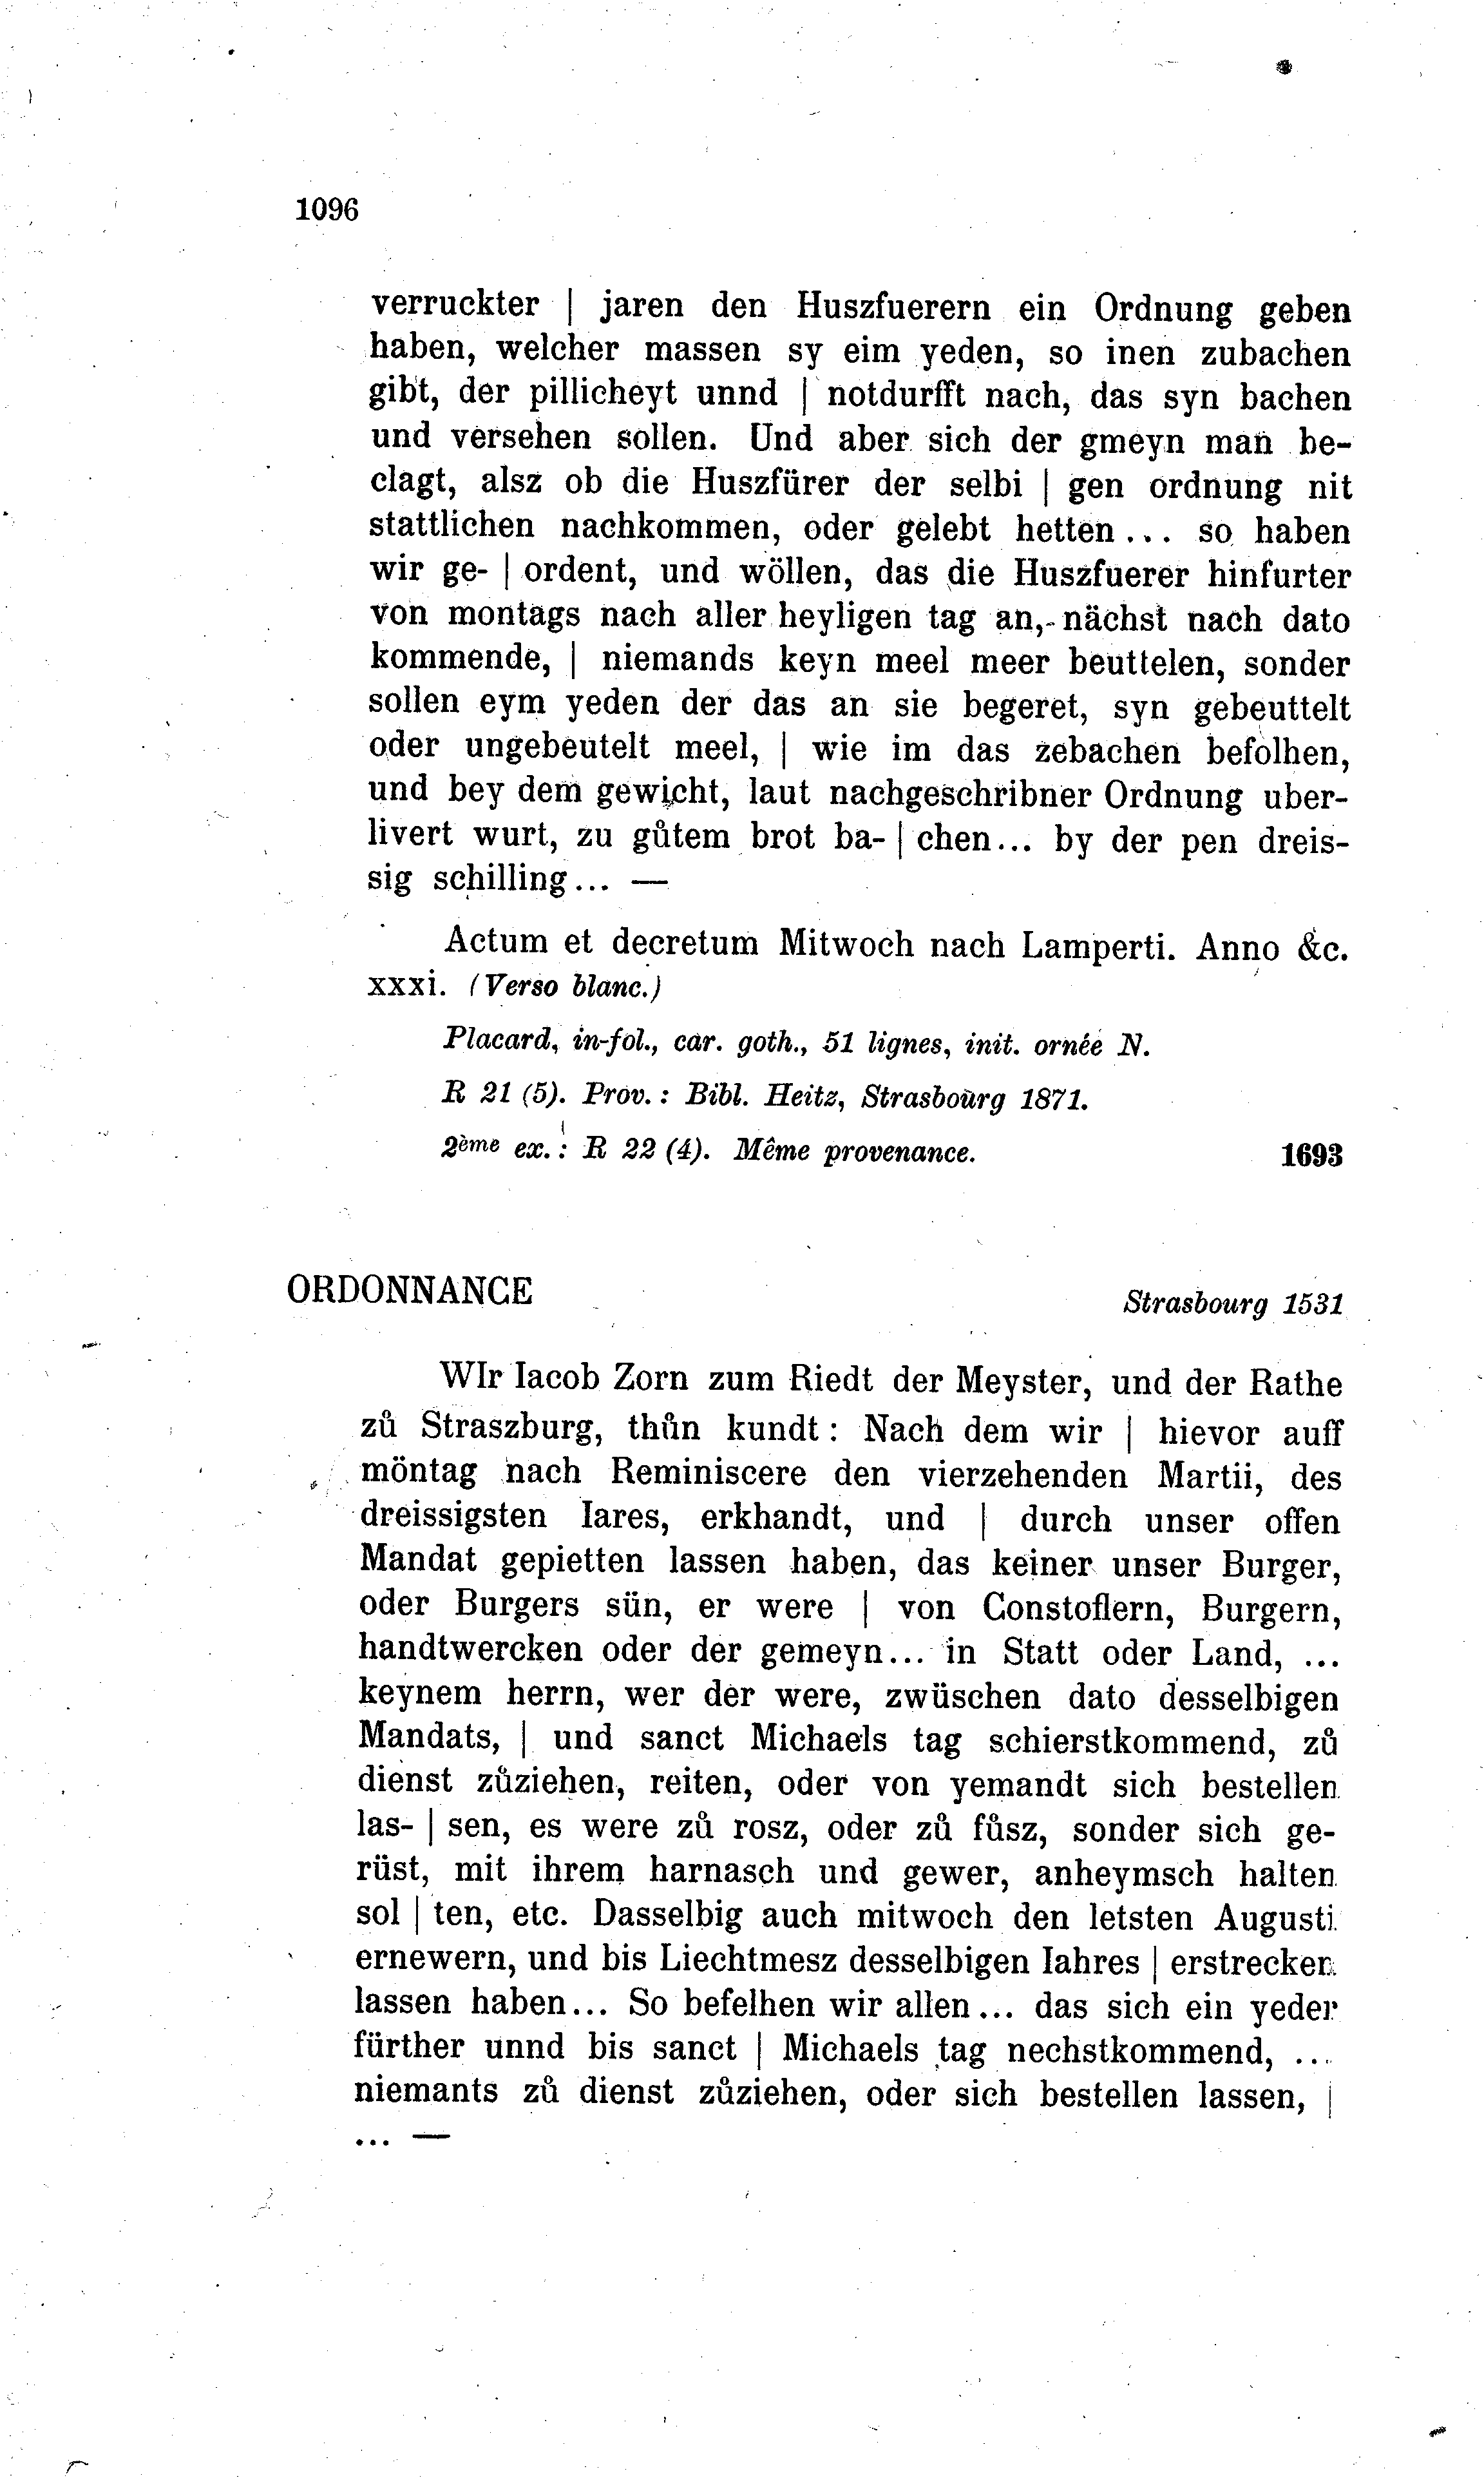 1096
verruckter | jaren den Huszfuerern ein Ordnung geben
haben, welcher massen sy eim yeden, so inen zubachen
gibt, der pillicheyt unnd | notdurfft nach, das syn bachen
und versehen sollen. Und aber sich der gmeyn man be-
clagt, alsz ob die Huszfürer der selbi | gen ordnung nit
stattlichen nachkommen, oder gelebt hetten... so haben
wir ge- | ordent, und wöllen, das die Huszfuerer hinfurter
von montags nach aller heyligen tag an, nächst nach dato
kommende, | niemands keyn meel meer beuttelen, sonder
sollen eym yeden der das an sie begeret, syn gebeuttelt
oder ungebeutelt meel, | wie im das zebachen befolhen,
und bey dem gewicht, laut nachgeschribner Ordnung uber-
livert wurt, zu gůtem brot ba- | chen... by der pen dreis-
sig schilling... —
Actum et decretum Mitwoch nach Lamperti. Anno &c.
xxxi. (Verso blanc.)
Placard, in-fol., car. goth., 51 lignes, init. ornée N.
R 21 (5). Prov. : Bibl. Heitz, Strasbourg 1871.
2ème ex. : R 22 (4). Même provenance. 1693
ORDONNANCE Strasbourg 1531
WIr Iacob Zorn zum Riedt der Meyster, und der Rathe
zů Straszburg, thůn kundt : Nach dem wir | hievor auff
möntag nach Reminiscere den vierzehenden Martii, des
dreissigsten Iares, erkhandt, und | durch unser offen
Mandat gepietten lassen haben, das keiner unser Burger,
oder Burgers sün, er were | von Constoflern, Burgern,
handtwercken oder der gemeyn... in Statt oder Land, ...
keynem herrn, wer der were, zwüschen dato desselbigen
Mandats, | und sanct Michaels tag schierstkommend, zů
dienst zůziehen, reiten, oder von yemandt sich bestellen
las- | sen, es were zů rosz, oder zů fůsz, sonder sich ge-
rüst, mit ihrem harnasch und gewer, anheymsch halten
sol | ten, etc. Dasselbig auch mitwoch den letsten Augusti
ernewern, und bis Liechtmesz desselbigen Iahres | erstrecken
lassen haben... So befelhen wir allen... das sich ein yeder
fürther unnd bis sanct | Michaels tag nechstkommend, ...
niemants zů dienst zůziehen, oder sich bestellen lassen, |
... —